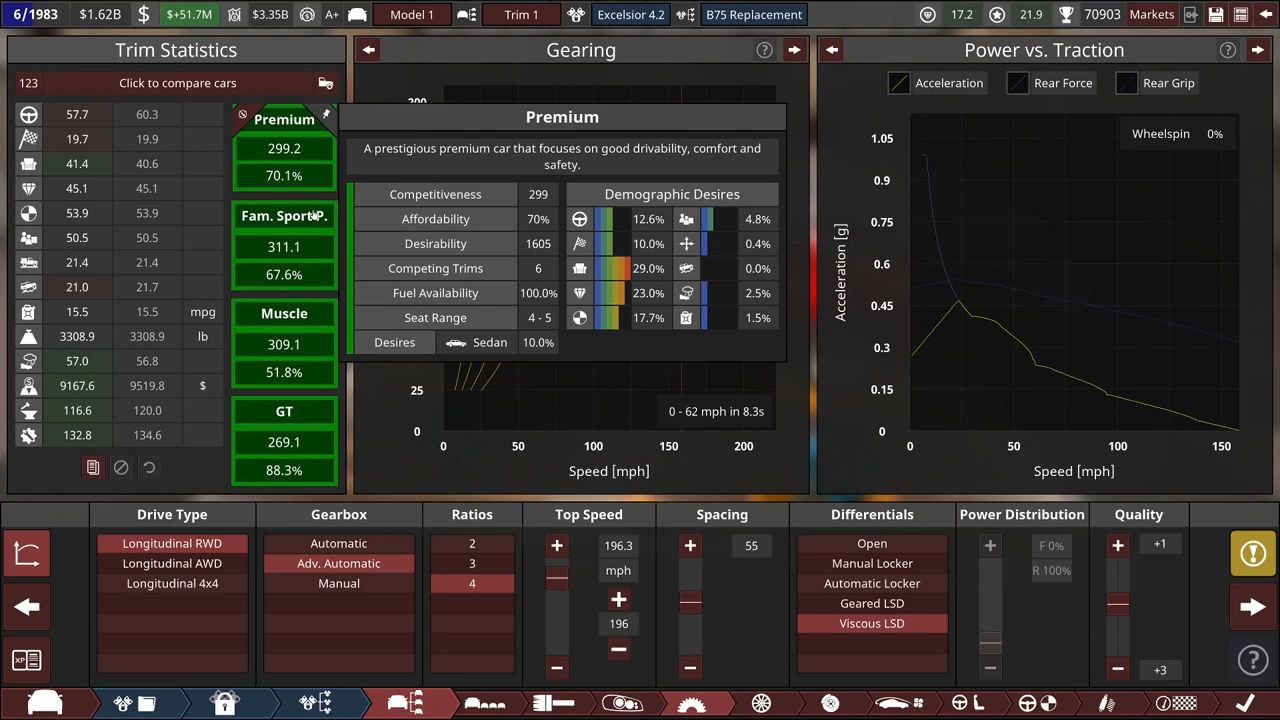 6/1983 $1.62B $+51.7M $3.35B A+ Model 1 Trim 1 Excelsior 4.2 B75 Replacement 17.2 21.9 70903 Markets
Trim Statistics
123 Click to compare cars
57.7 60.3
19.7 19.9
41.4 40.6
45.1 45.1
53.9 53.9
50.5 50.5
21.4 21.4
21.0 21.7
15.5 15.5 mpg
3308.9 3308.9 lb
57.0 56.8
9167.6 9519.8 $
116.6 120.0
132.8 134.6
Premium
299.2
70.1%
Fam. Sport P.
311.1
67.6%
Muscle
309.1
51.8%
GT
269.1
88.3%
Gearing ?
200
Premium
A prestigious premium car that focuses on good drivability, comfort and
safety.
Competitiveness 299
Affordability 70%
Desirability 1605
Competing Trims 6
Fuel Availability 100.0%
Seat Range 4 - 5
Desires Sedan 10.0%
Demographic Desires
12.6% 4.8%
10.0% 0.4%
29.0% 0.0%
23.0% 2.5%
17.7% 1.5%
25
0 - 62 mph in 8.3s
0
0 50 100 150 200
Speed [mph]
Power vs. Traction ?
Acceleration Rear Force Rear Grip
Wheelspin 0%
1.05
0.9
0.75
0.6
0.45
0.3
0.15
0
Acceleration [g]
0 50 100 150
Speed [mph]
Drive Type
Longitudinal RWD
Longitudinal AWD
Longitudinal 4x4
Gearbox
Automatic
Adv. Automatic
Manual
Ratios
2
3
4
Top Speed
+ 196.3
mph
+
196
−
−
Spacing
+ 55
−
Differentials
Open
Manual Locker
Automatic Locker
Geared LSD
Viscous LSD
Power Distribution
+ F 0%
R 100%
−
Quality
+ +1
− +3
XP
?